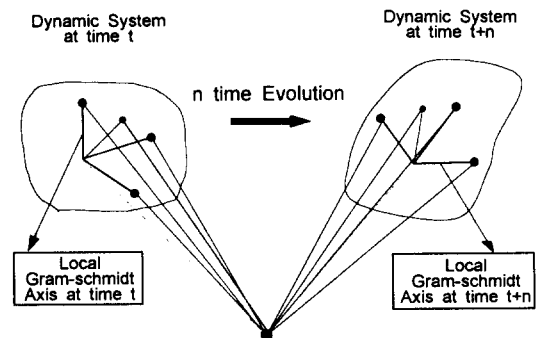 Dynamic System
at time t
n time Evolution
Dynamic System
at time t+n
Local
Gram-schmidt
Axis at time t
Local
Gram-schmidt
Axis at time t+n